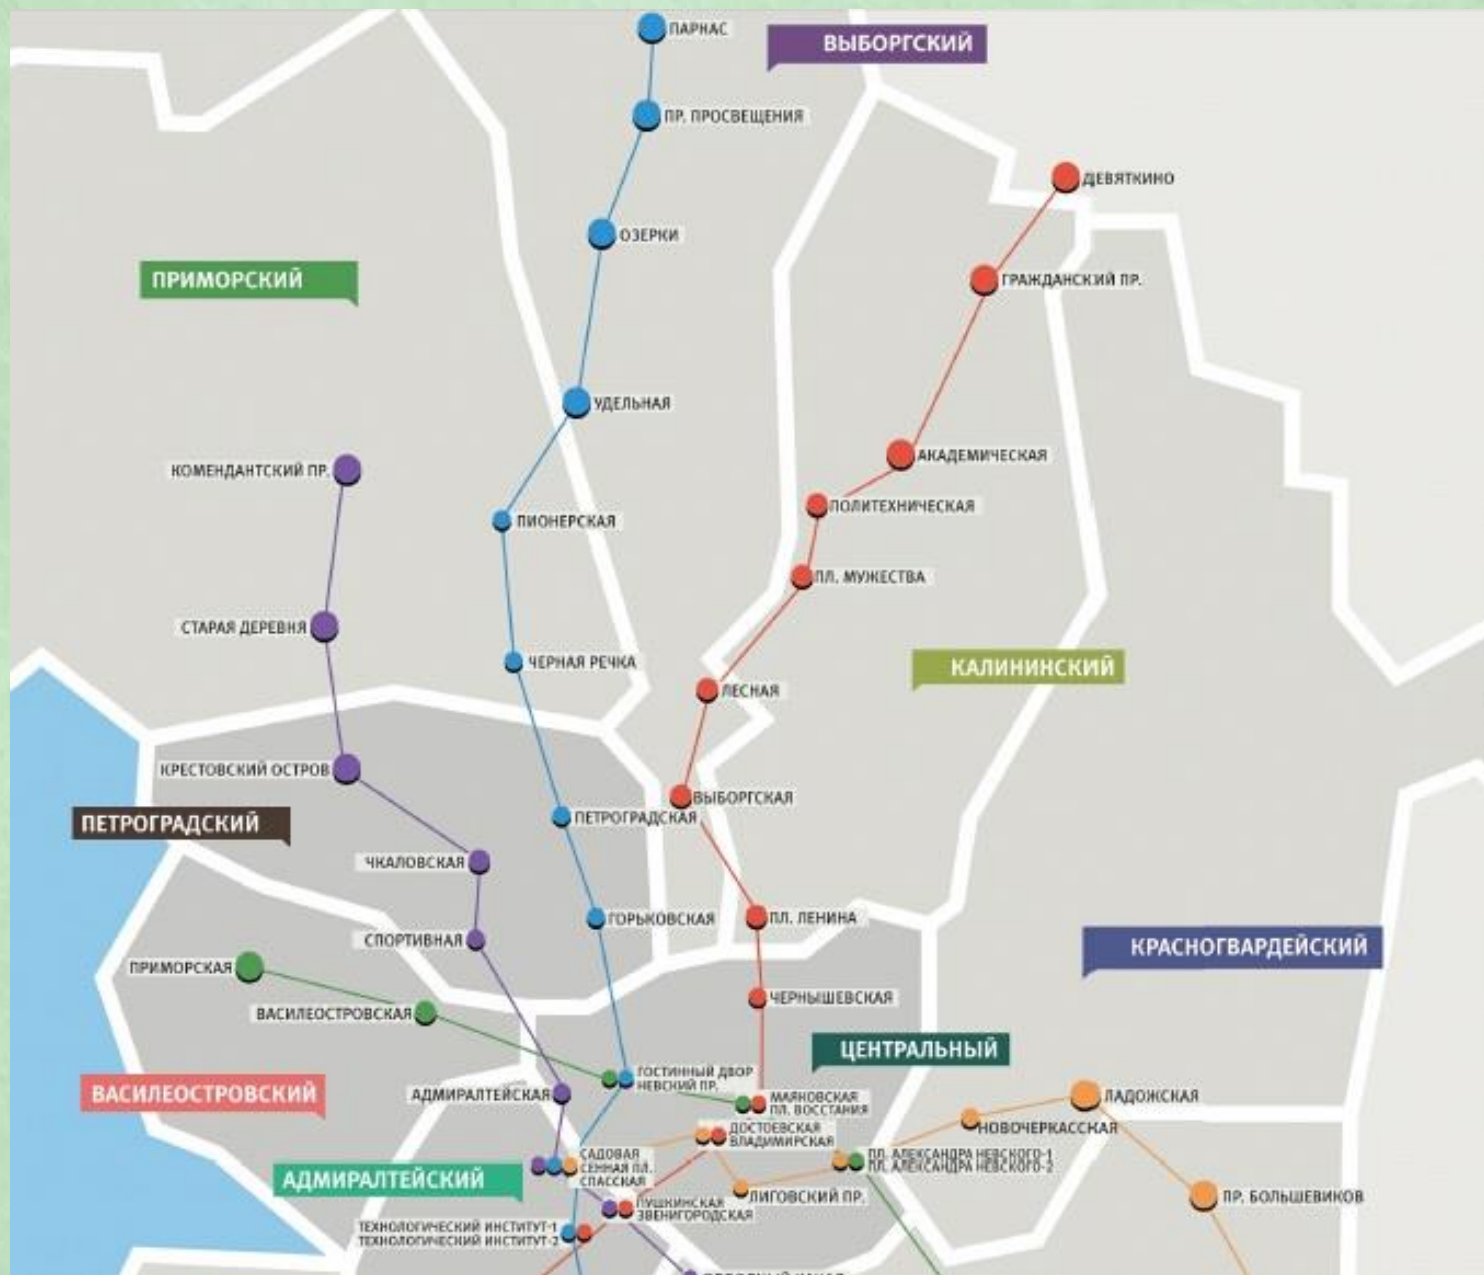 ПАРНАС
ВЫБОРГСКИЙ
ПР. ПРОСВЕЩЕНИЯ
ДЕВЯТКИНО
ОЗЕРКИ
ПРИМОРСКИЙ
ГРАЖДАНСКИЙ ПР.
УДЕЛЬНАЯ
КОМЕНДАНТСКИЙ ПР.
АКАДЕМИЧЕСКАЯ
ПОЛИТЕХНИЧЕСКАЯ
ПИОНЕРСКАЯ
ПЛ. МУЖЕСТВА
СТАРАЯ ДЕРЕВНЯ
ЧЕРНАЯ РЕЧКА
КАЛИНИНСКИЙ
ЛЕСНАЯ
КРЕСТОВСКИЙ ОСТРОВ
ВЫБОРГСКАЯ
ПЕТРОГРАДСКИЙ
ПЕТРОГРАДСКАЯ
ЧКАЛОВСКАЯ
ГОРЬКОВСКАЯ
ПЛ. ЛЕНИНА
СПОРТИВНАЯ
КРАСНОГВАРДЕЙСКИЙ
ПРИМОРСКАЯ
ЧЕРНЫШЕВСКАЯ
ВАСИЛЕОСТРОВСКАЯ
ЦЕНТРАЛЬНЫЙ
ГОСТИННЫЙ ДВОР
НЕВСКИЙ ПР.
ВАСИЛЕОСТРОВСКИЙ
АДМИРАЛТЕЙСКАЯ
МАЯКОВСКАЯ
ПЛ. ВОССТАНИЯ
ЛАДОЖСКАЯ
ДОСТОЕВСКАЯ
ВЛАДИМИРСКАЯ
НОВОЧЕРКАССКАЯ
САДОВАЯ
СЕННАЯ ПЛ.
СПАССКАЯ
ПЛ. АЛЕКСАНДРА НЕВСКОГО-1
ПЛ. АЛЕКСАНДРА НЕВСКОГО-2
АДМИРАЛТЕЙСКИЙ
ЛИГОВСКИЙ ПР.
ПР. БОЛЬШЕВИКОВ
ПУШКИНСКАЯ
ЗВЕНИГОРОДСКАЯ
ТЕХНОЛОГИЧЕСКИЙ ИНСТИТУТ-1
ТЕХНОЛОГИЧЕСКИЙ ИНСТИТУТ-2